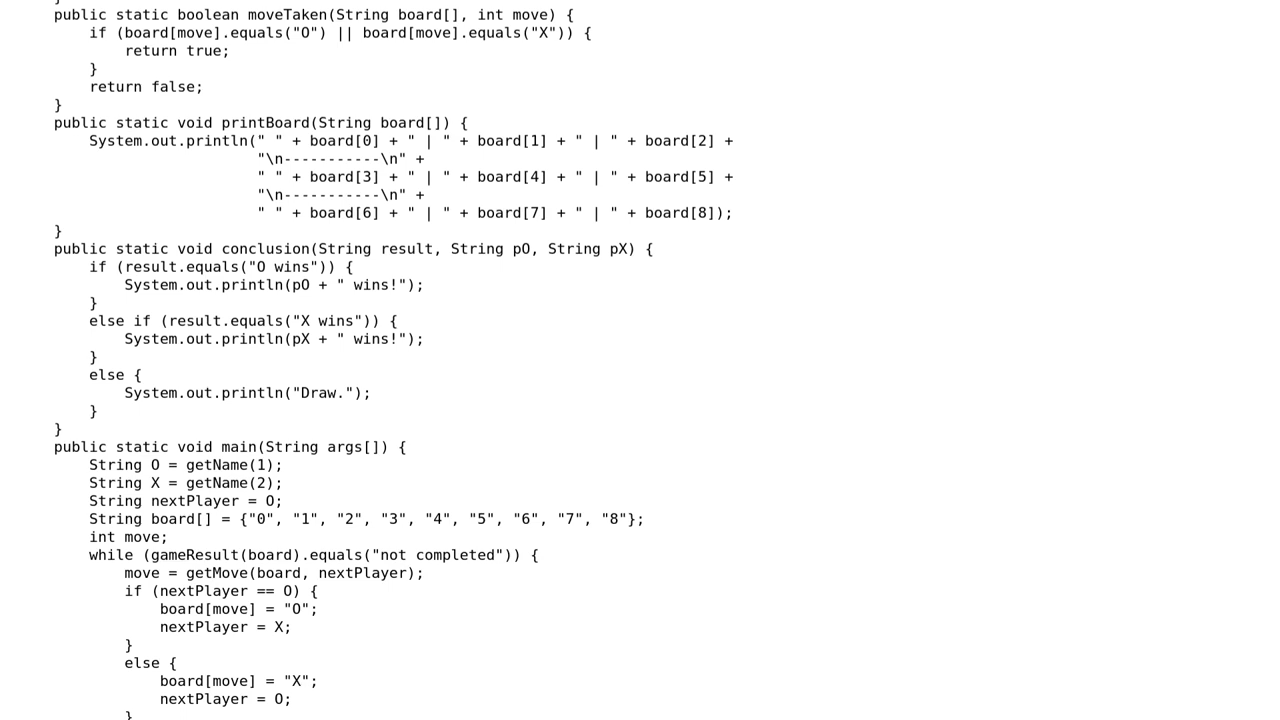 }
    public static boolean moveTaken(String board[], int move) {
        if (board[move].equals("O") || board[move].equals("X")) {
            return true;
        }
        return false;
    }
    public static void printBoard(String board[]) {
        System.out.println(" " + board[0] + " | " + board[1] + " | " + board[2] +
                           "\n-----------\n" +
                           " " + board[3] + " | " + board[4] + " | " + board[5] +
                           "\n-----------\n" +
                           " " + board[6] + " | " + board[7] + " | " + board[8]);
    }
    public static void conclusion(String result, String pO, String pX) {
        if (result.equals("O wins")) {
            System.out.println(pO + " wins!");
        }
        else if (result.equals("X wins")) {
            System.out.println(pX + " wins!");
        }
        else {
            System.out.println("Draw.");
        }
    }
    public static void main(String args[]) {
        String O = getName(1);
        String X = getName(2);
        String nextPlayer = O;
        String board[] = {"0", "1", "2", "3", "4", "5", "6", "7", "8"};
        int move;
        while (gameResult(board).equals("not completed")) {
            move = getMove(board, nextPlayer);
            if (nextPlayer == O) {
                board[move] = "O";
                nextPlayer = X;
            }
            else {
                board[move] = "X";
                nextPlayer = O;
            }